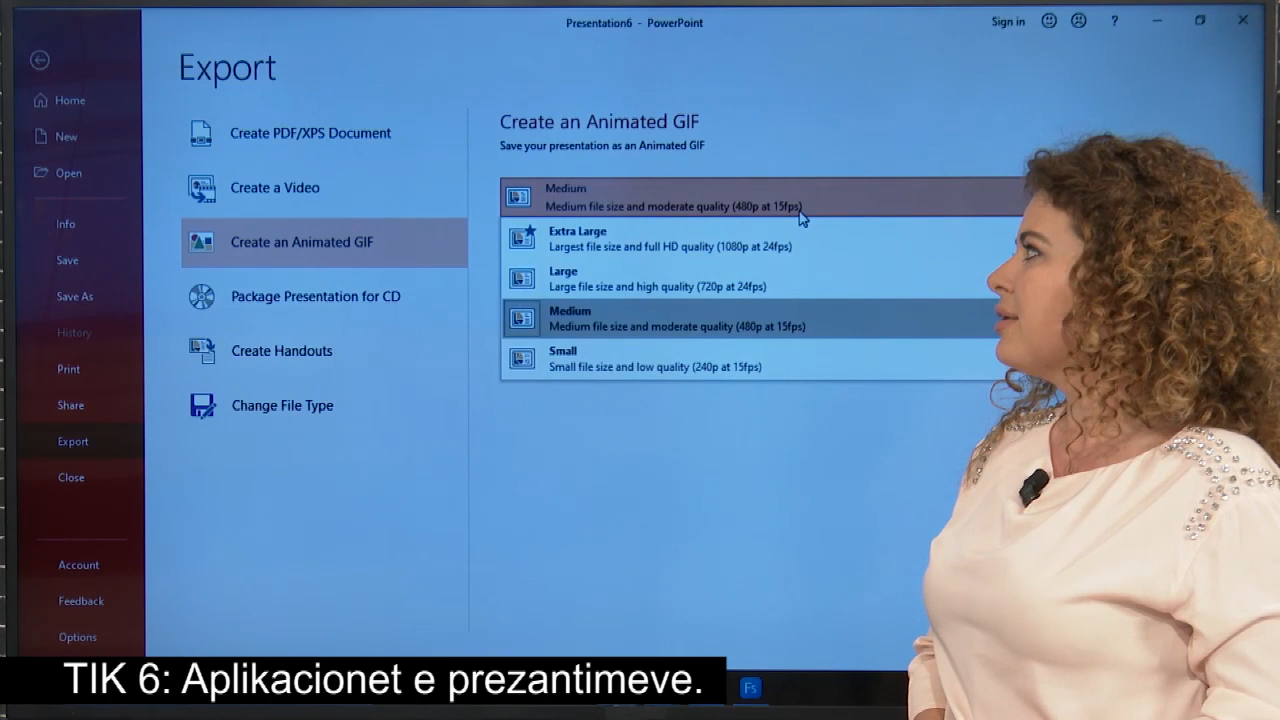 Presentation6 - PowerPoint
Sign in
?
Export
Home
New
Open
Info
Save
Save As
History
Print
Share
Export
Close
Account
Feedback
Options
Create PDF/XPS Document
Create a Video
Create an Animated GIF
Package Presentation for CD
Create Handouts
Change File Type
Create an Animated GIF
Save your presentation as an Animated GIF
Medium
Medium file size and moderate quality (480p at 15fps)
Extra Large
Largest file size and full HD quality (1080p at 24fps)
Large
Large file size and high quality (720p at 24fps)
Medium
Medium file size and moderate quality (480p at 15fps)
Small
Small file size and low quality (240p at 15fps)
TIK 6: Aplikacionet e prezantimeve.
Fs